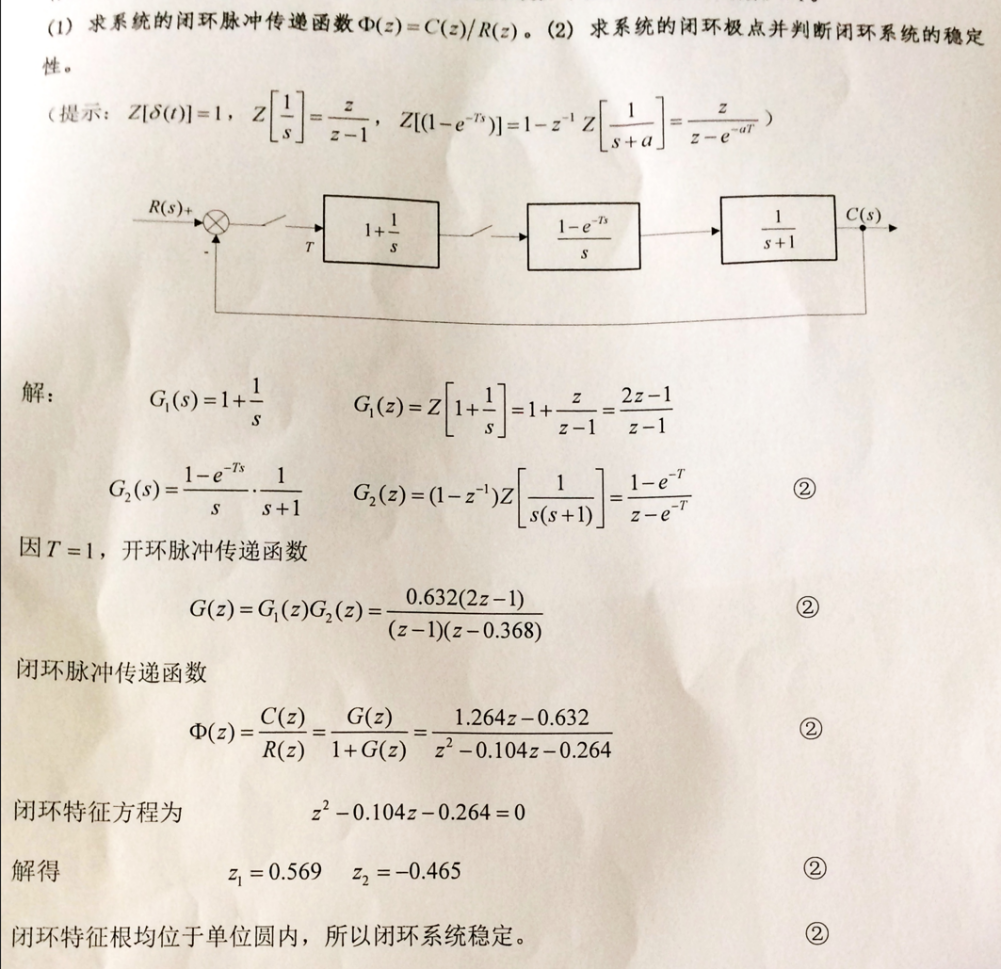 (1) 求系统的闭环脉冲传递函数Φ(z)=C(z)/R(z)。(2) 求系统的闭环极点并判断闭环系统的稳定
性。
(提示: Z[δ(t)]=1, Z[1/s]=z/(z−1), Z[(1−e^{−Ts})]=1−z^{−1} Z[1/(s+a)]=z/(z−e^{−aT}))
R(s)+ T 1+1/s (1−e^{−Ts})/s 1/(s+1) C(s)
-
解: G₁(s)=1+1/s G₁(z)=Z[1+1/s]=1+z/(z−1)=(2z−1)/(z−1)
G₂(s)=(1−e^{−Ts})/s·1/(s+1) G₂(z)=(1−z^{−1})Z[1/(s(s+1))]=(1−e^{−T})/(z−e^{−T}) ②
因T=1,开环脉冲传递函数
G(z)=G₁(z)G₂(z)=0.632(2z−1)/((z−1)(z−0.368)) ②
闭环脉冲传递函数
Φ(z)=C(z)/R(z)=G(z)/(1+G(z))=(1.264z−0.632)/(z²−0.104z−0.264) ②
闭环特征方程为 z²−0.104z−0.264=0
解得 z₁=0.569 z₂=−0.465 ②
闭环特征根均位于单位圆内,所以闭环系统稳定。 ②